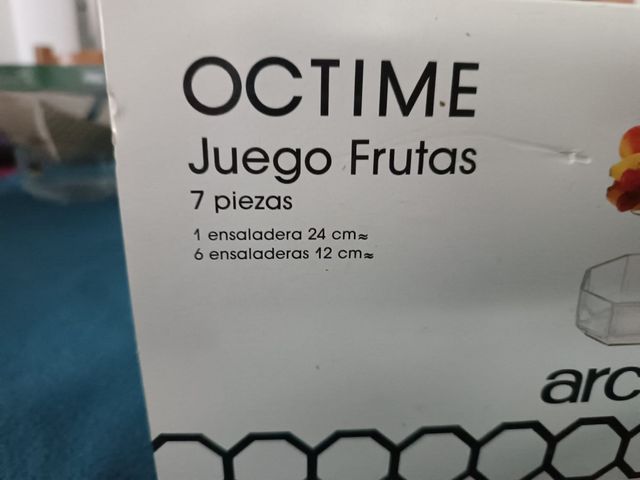 OCTIME
Juego Frutas
7 piezas
1 ensaladera 24 cm≈
6 ensaladeras 12 cm≈
arc